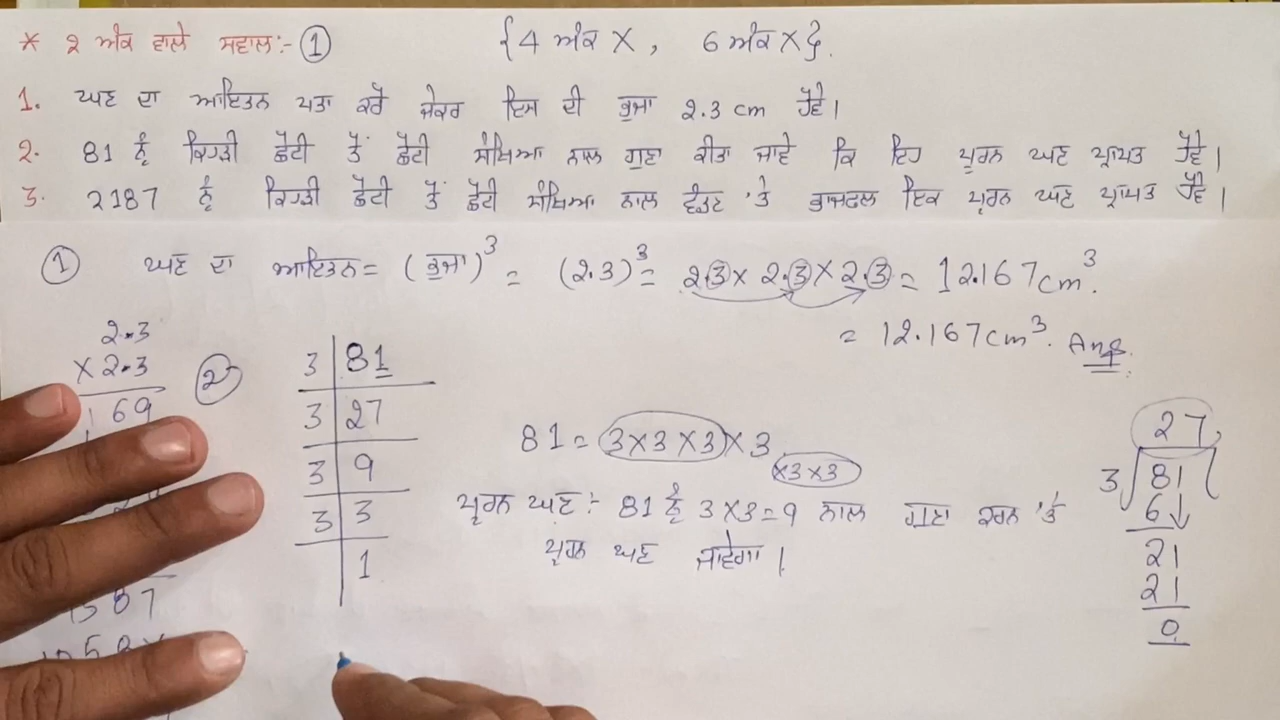 * 2 ਅੰਕ ਵਾਲੇ ਸਵਾਲ:- ① {4 ਅੰਕ X, 6 ਅੰਕ X}.
1. ਘਣ ਦਾ ਆਇਤਨ ਪਤਾ ਕਰੋ ਜੇਕਰ ਇਸ ਦੀ ਭੁਜਾ 2.3 cm ਹੋਵੇ।
2. 81 ਨੂੰ ਕਿਹੜੀ ਛੋਟੀ ਤੋਂ ਛੋਟੀ ਸੰਖਿਆ ਨਾਲ ਗੁਣਾ ਕੀਤਾ ਜਾਵੇ ਕਿ ਇਹ ਪੂਰਨ ਘਣ ਪ੍ਰਾਪਤ ਹੋਵੇ।
3. 2187 ਨੂੰ ਕਿਹੜੀ ਛੋਟੀ ਤੋਂ ਛੋਟੀ ਸੰਖਿਆ ਨਾਲ ਵੰਡਣ 'ਤੇ ਭਾਜਫਲ ਇਕ ਪੂਰਨ ਘਣ ਪ੍ਰਾਪਤ ਹੋਵੇ।
① ਘਣ ਦਾ ਆਇਤਨ = (ਭੁਜਾ)³ = (2.3)³ = 2.3 × 2.3 × 2.3 = 12.167 cm³.
= 12.167 cm³. Ans.
2.3
× 2.3
169
587
②
3 | 81
3 | 27
3 | 9
3 | 3
1
81 = 3×3×3×3
×3×3
ਪੂਰਨ ਘਣ :- 81 ਨੂੰ 3×3=9 ਨਾਲ ਗੁਣਾ ਕਰਨ 'ਤੇ
ਪੂਰਨ ਘਣ ਜਾਵੇਗਾ।
27
3 81
6↓
21
21
0